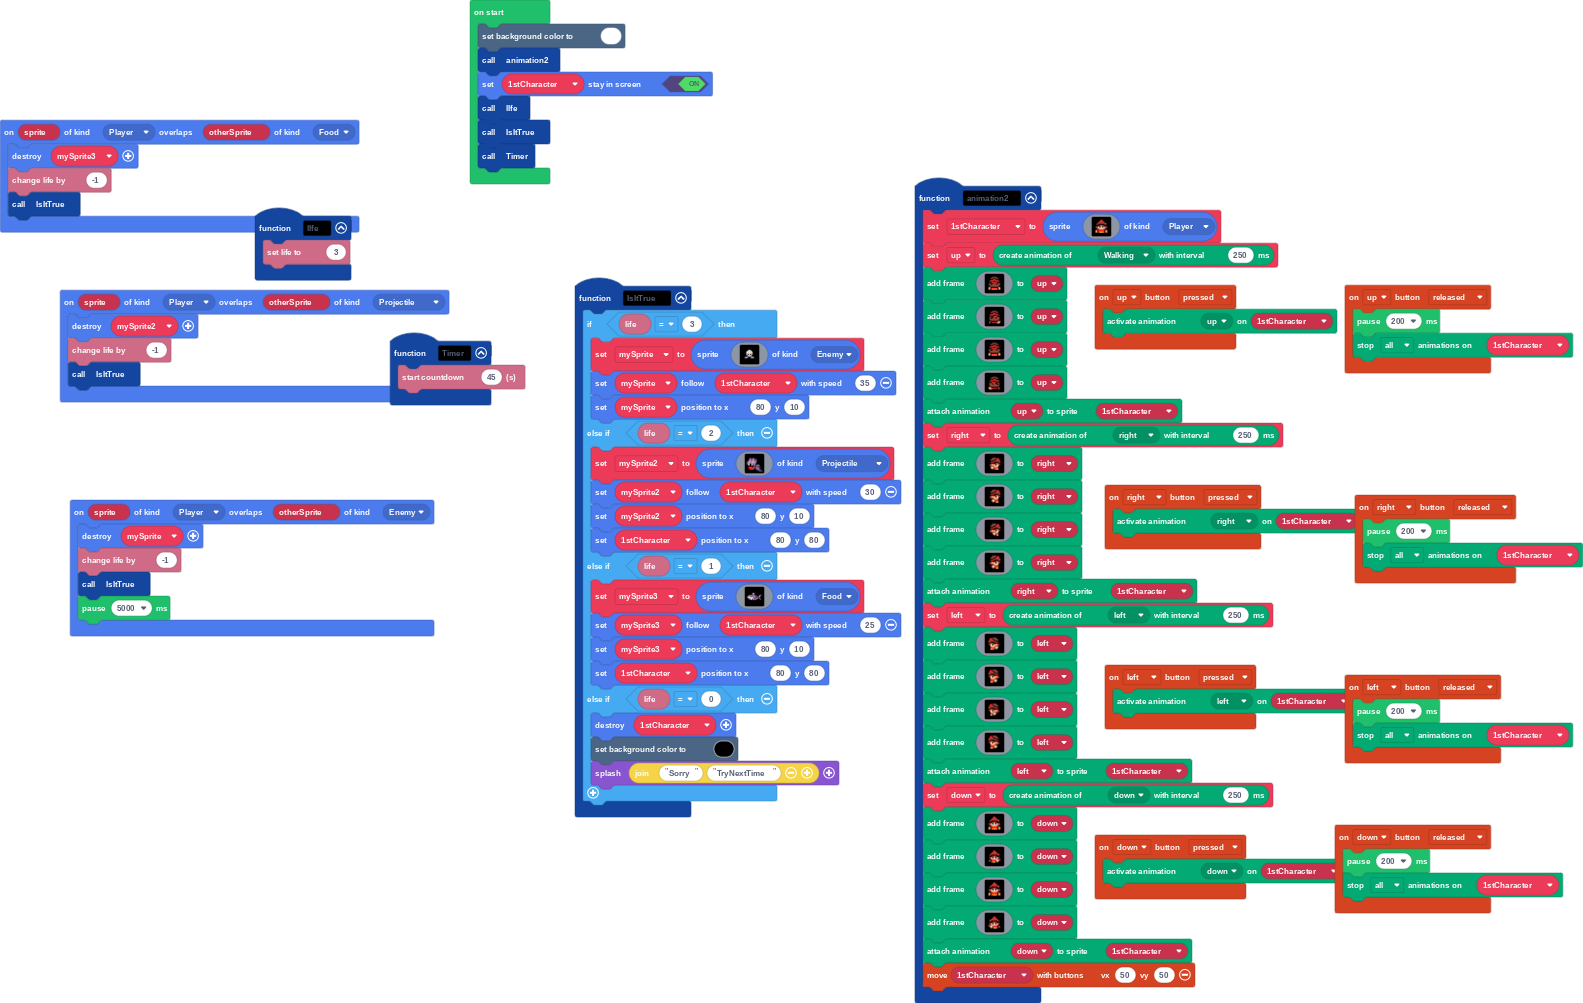 on start
set background color to
call animation2
set 1stCharacter stay in screen ON
call lIfe
call IsItTrue
call Timer
on sprite of kind Player overlaps otherSprite of kind Food
destroy mySprite3
change life by -1
call IsItTrue
function lIfe
set life to 3
on sprite of kind Player overlaps otherSprite of kind Projectile
destroy mySprite2
change life by -1
call IsItTrue
function Timer
start countdown 45 (s)
on sprite of kind Player overlaps otherSprite of kind Enemy
destroy mySprite
change life by -1
call IsItTrue
pause 5000 ms
function IsItTrue
if life = 3 then
set mySprite to sprite of kind Enemy
set mySprite follow 1stCharacter with speed 35
set mySprite position to x 80 y 10
else if life = 2 then
set mySprite2 to sprite of kind Projectile
set mySprite2 follow 1stCharacter with speed 30
set mySprite2 position to x 80 y 10
set 1stCharacter position to x 80 y 80
else if life = 1 then
set mySprite3 to sprite of kind Food
set mySprite3 follow 1stCharacter with speed 25
set mySprite3 position to x 80 y 10
set 1stCharacter position to x 80 y 80
else if life = 0 then
destroy 1stCharacter
set background color to
splash join "Sorry " "TryNextTime "
function animation2
set 1stCharacter to sprite of kind Player
set up to create animation of Walking with interval 250 ms
add frame to up
add frame to up
add frame to up
add frame to up
attach animation up to sprite 1stCharacter
set right to create animation of right with interval 250 ms
add frame to right
add frame to right
add frame to right
add frame to right
attach animation right to sprite 1stCharacter
set left to create animation of left with interval 250 ms
add frame to left
add frame to left
add frame to left
add frame to left
attach animation left to sprite 1stCharacter
set down to create animation of down with interval 250 ms
add frame to down
add frame to down
add frame to down
add frame to down
attach animation down to sprite 1stCharacter
move 1stCharacter with buttons vx 50 vy 50
on up button pressed
activate animation up on 1stCharacter
on up button released
pause 200 ms
stop all animations on 1stCharacter
on right button pressed
activate animation right on 1stCharacter
on right button released
pause 200 ms
stop all animations on 1stCharacter
on left button pressed
activate animation left on 1stCharacter
on left button released
pause 200 ms
stop all animations on 1stCharacter
on down button pressed
activate animation down on 1stCharacter
on down button released
pause 200 ms
stop all animations on 1stCharacter